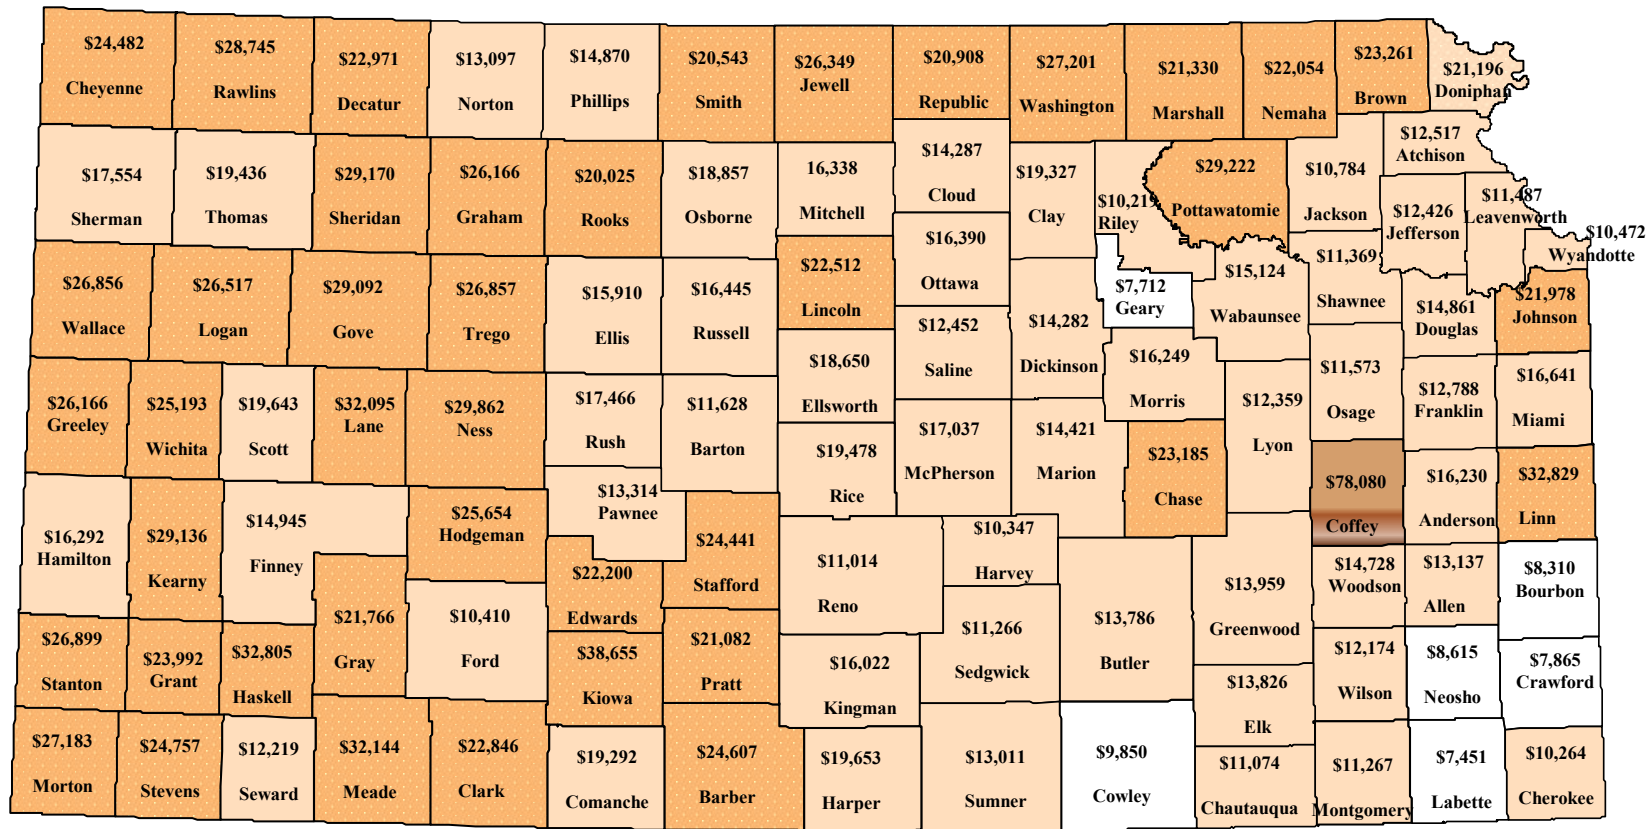 $24,482
Cheyenne
$28,745
Rawlins
$22,971
Decatur
$13,097
Norton
$14,870
Phillips
$20,543
Smith
$26,349
Jewell
$20,908
Republic
$27,201
Washington
$21,330
Marshall
$22,054
Nemaha
$23,261
Brown
$21,196
Doniphan
$17,554
Sherman
$19,436
Thomas
$29,170
Sheridan
$26,166
Graham
$20,025
Rooks
$18,857
Osborne
16,338
Mitchell
$14,287
Cloud
$19,327
Clay
$10,219
Riley
$29,222
Pottawatomie
$10,784
Jackson
$12,517
Atchison
$12,426
Jefferson
$11,487
Leavenworth
$10,472
Wyandotte
$26,856
Wallace
$26,517
Logan
$29,092
Gove
$26,857
Trego
$15,910
Ellis
$16,445
Russell
$22,512
Lincoln
$16,390
Ottawa
$7,712
Geary
$15,124
Wabaunsee
$11,369
Shawnee
$14,861
Douglas
$21,978
Johnson
$12,452
Saline
$14,282
Dickinson
$16,249
Morris
$26,166
Greeley
$25,193
Wichita
$19,643
Scott
$32,095
Lane
$29,862
Ness
$17,466
Rush
$11,628
Barton
$18,650
Ellsworth
$12,359
Lyon
$11,573
Osage
$12,788
Franklin
$16,641
Miami
$19,478
Rice
$17,037
McPherson
$14,421
Marion
$23,185
Chase
$78,080
Coffey
$16,230
Anderson
$32,829
Linn
$16,292
Hamilton
$29,136
Kearny
$14,945
Finney
$25,654
Hodgeman
$13,314
Pawnee
$24,441
Stafford
$22,200
Edwards
$11,014
Reno
$10,347
Harvey
$13,786
Butler
$13,959
Greenwood
$14,728
Woodson
$13,137
Allen
$8,310
Bourbon
$21,766
Gray
$10,410
Ford
$11,266
Sedgwick
$26,899
Stanton
$23,992
Grant
$32,805
Haskell
$38,655
Kiowa
$21,082
Pratt
$16,022
Kingman
$13,826
Elk
$12,174
Wilson
$8,615
Neosho
$7,865
Crawford
$27,183
Morton
$24,757
Stevens
$12,219
Seward
$32,144
Meade
$22,846
Clark
$19,292
Comanche
$24,607
Barber
$19,653
Harper
$13,011
Sumner
$9,850
Cowley
$11,074
Chautauqua
$11,267
Montgomery
$7,451
Labette
$10,264
Cherokee